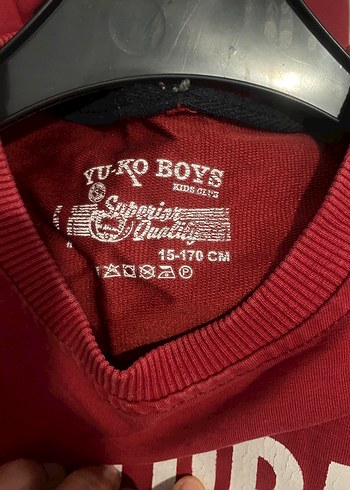 YU-KO BOYS
KIDS CLUB
Superior
Quality
15-170 CM
P